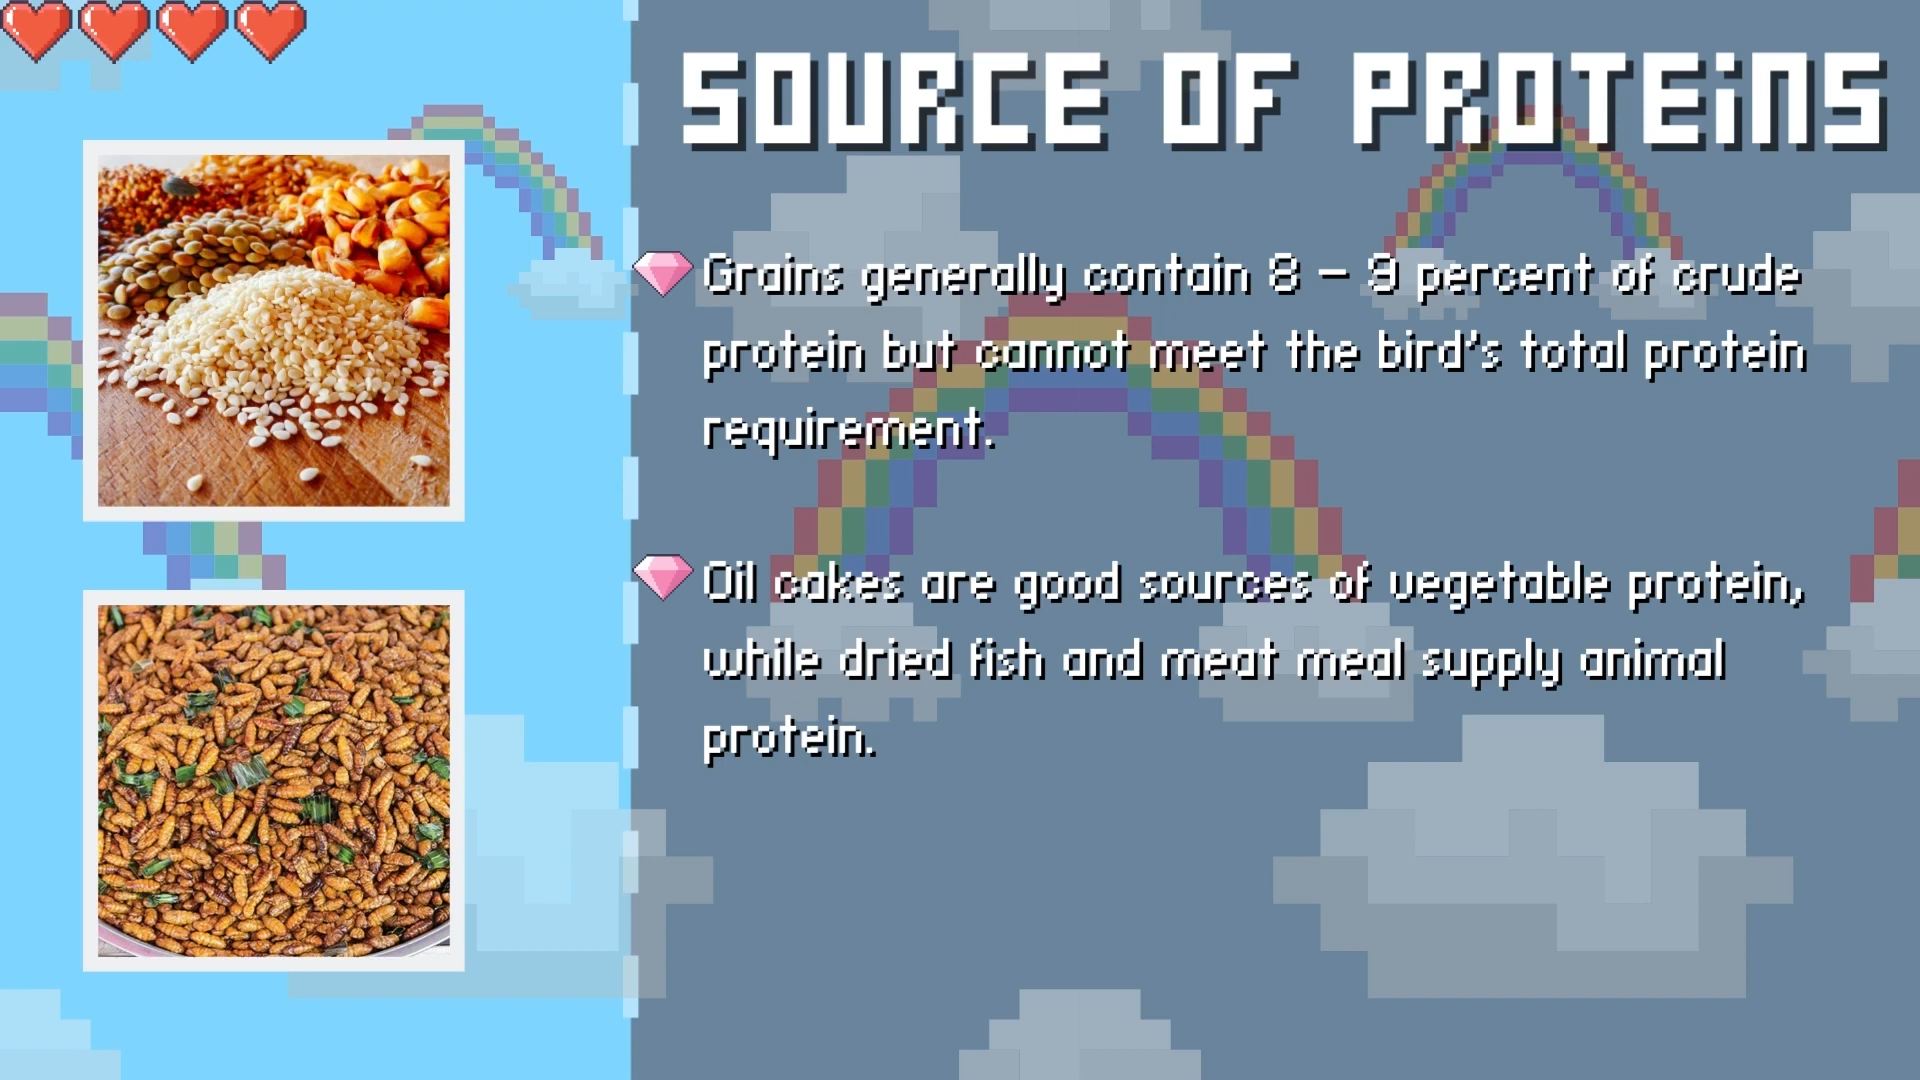 SOURCE OF PROTEiNS
Grains generally contain 8 – 9 percent of crude
protein but cannot meet the bird's total protein
requirement.
Oil cakes are good sources of vegetable protein,
while dried fish and meat meal supply animal
protein.